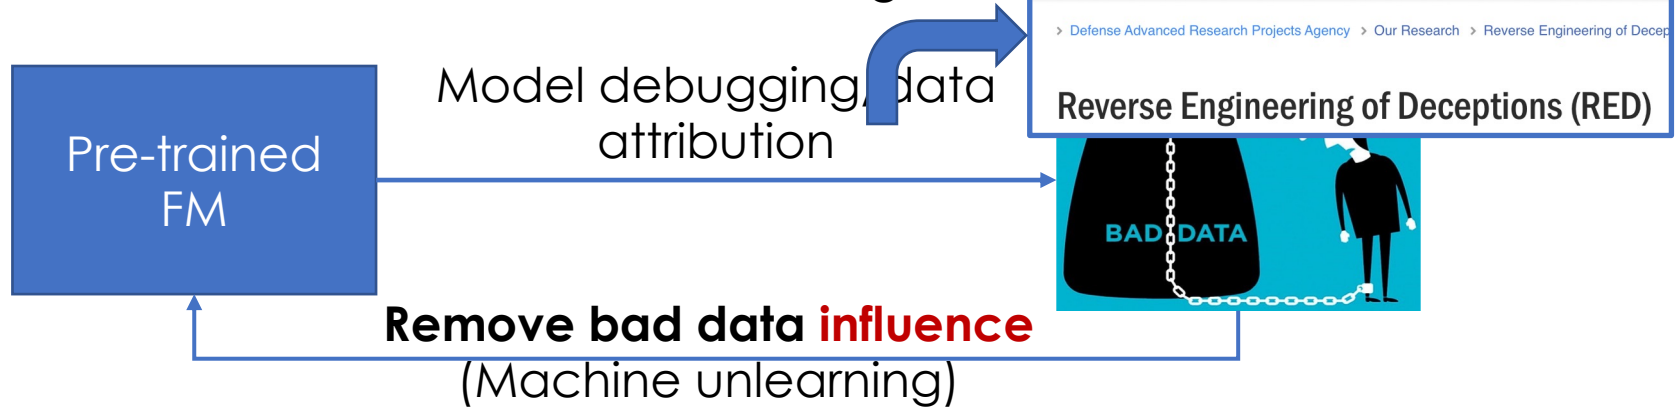 > Defense Advanced Research Projects Agency > Our Research > Reverse Engineering of
Reverse Engineering of Deceptions (RED)
Model debugging/data
attribution
Pre-trained
FM
BAD DATA
Remove bad data influence
(Machine unlearning)